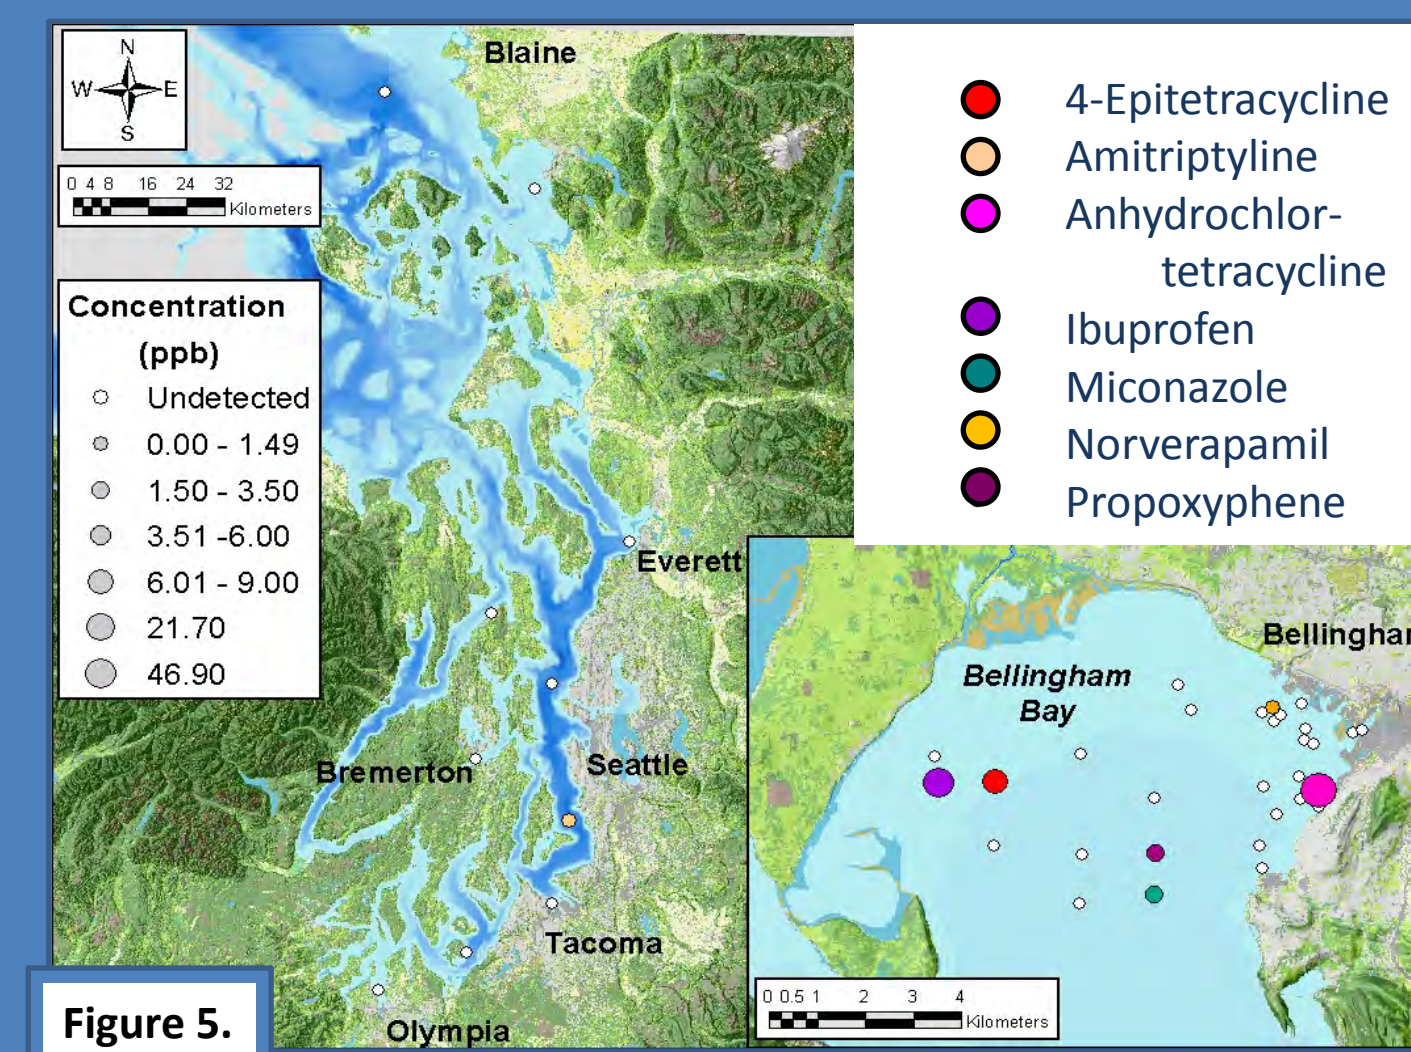 N
W E
S
0 4 8 16 24 32
Kilometers
Concentration
(ppb)
Undetected
0.00 - 1.49
1.50 - 3.50
3.51 -6.00
6.01 - 9.00
21.70
46.90
Blaine
Everett
Seattle
Bremerton
Tacoma
Olympia
4-Epitetracycline
Amitriptyline
Anhydrochlor-
tetracycline
Ibuprofen
Miconazole
Norverapamil
Propoxyphene
Bellingham
Bay
Bellingham
0 0.5 1 2 3 4
Kilometers
Figure 5.